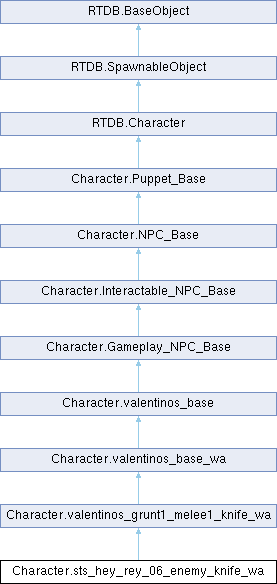 RTDB.BaseObject
RTDB.SpawnableObject
RTDB.Character
Character.Puppet_Base
Character.NPC_Base
Character.Interactable_NPC_Base
Character.Gameplay_NPC_Base
Character.valentinos_base
Character.valentinos_base_wa
Character.valentinos_grunt1_melee1_knife_wa
Character.sts_hey_rey_06_enemy_knife_wa